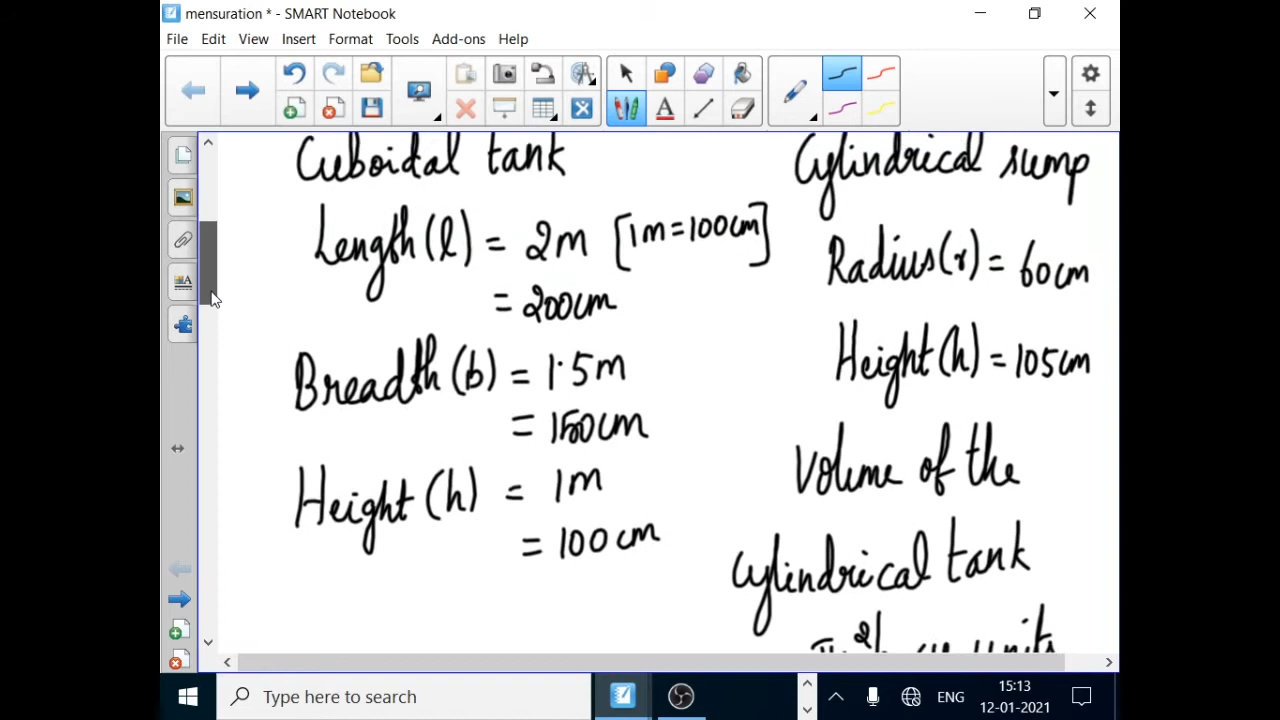 mensuration * - SMART Notebook
File Edit View Insert Format Tools Add-ons Help
Cuboidal tank
Length(l) = 2m [1m=100cm]
= 200cm
Breadth(b) = 1.5m
= 150cm
Height(h) = 1m
= 100cm
Cylindrical sump
Radius(r) = 60cm
Height(h) = 105cm
Volume of the
cylindrical tank
Type here to search
ENG
15:13
12-01-2021